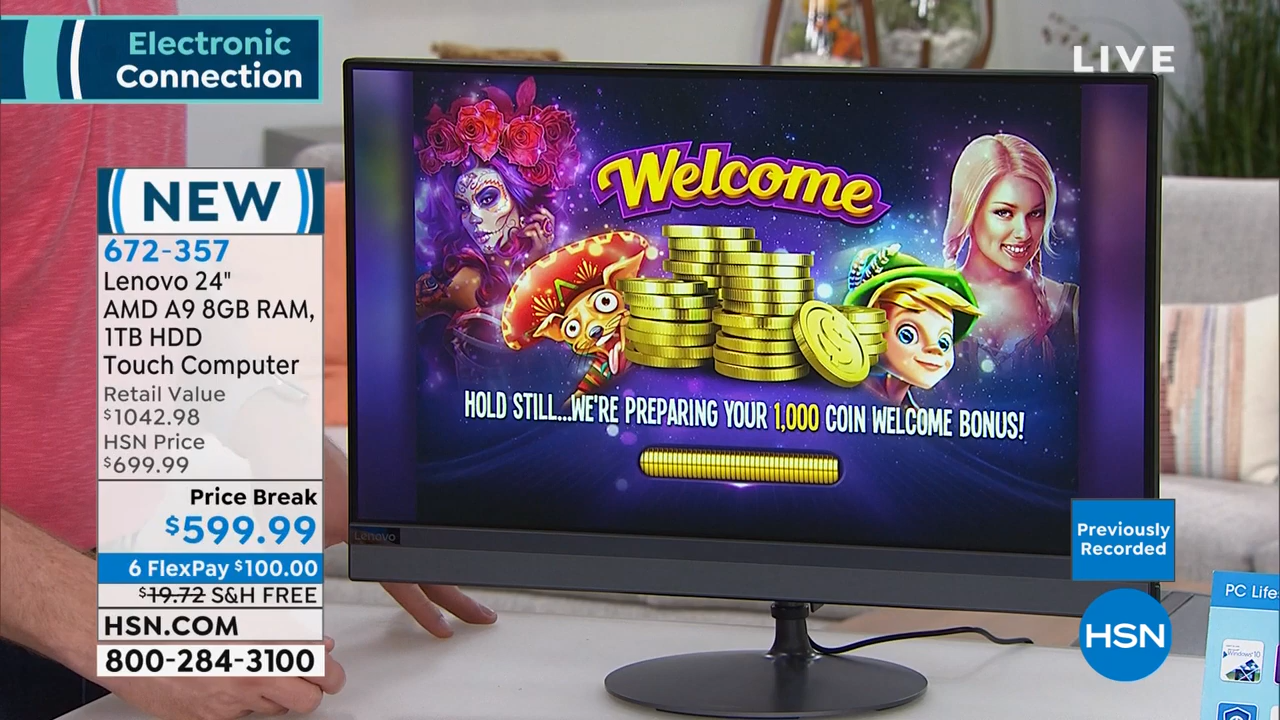 Electronic
Connection
LIVE
NEW
672-357
Lenovo 24"
AMD A9 8GB RAM,
1TB HDD
Touch Computer
Retail Value
$1042.98
HSN Price
$699.99
Price Break
$599.99
6 FlexPay $100.00
$19.72 S&H FREE
HSN.COM
800-284-3100
Welcome
HOLD STILL...WE'RE PREPARING YOUR 1,000 COIN WELCOME BONUS!
Lenovo
Previously
Recorded
HSN
PC Life
Windows 10